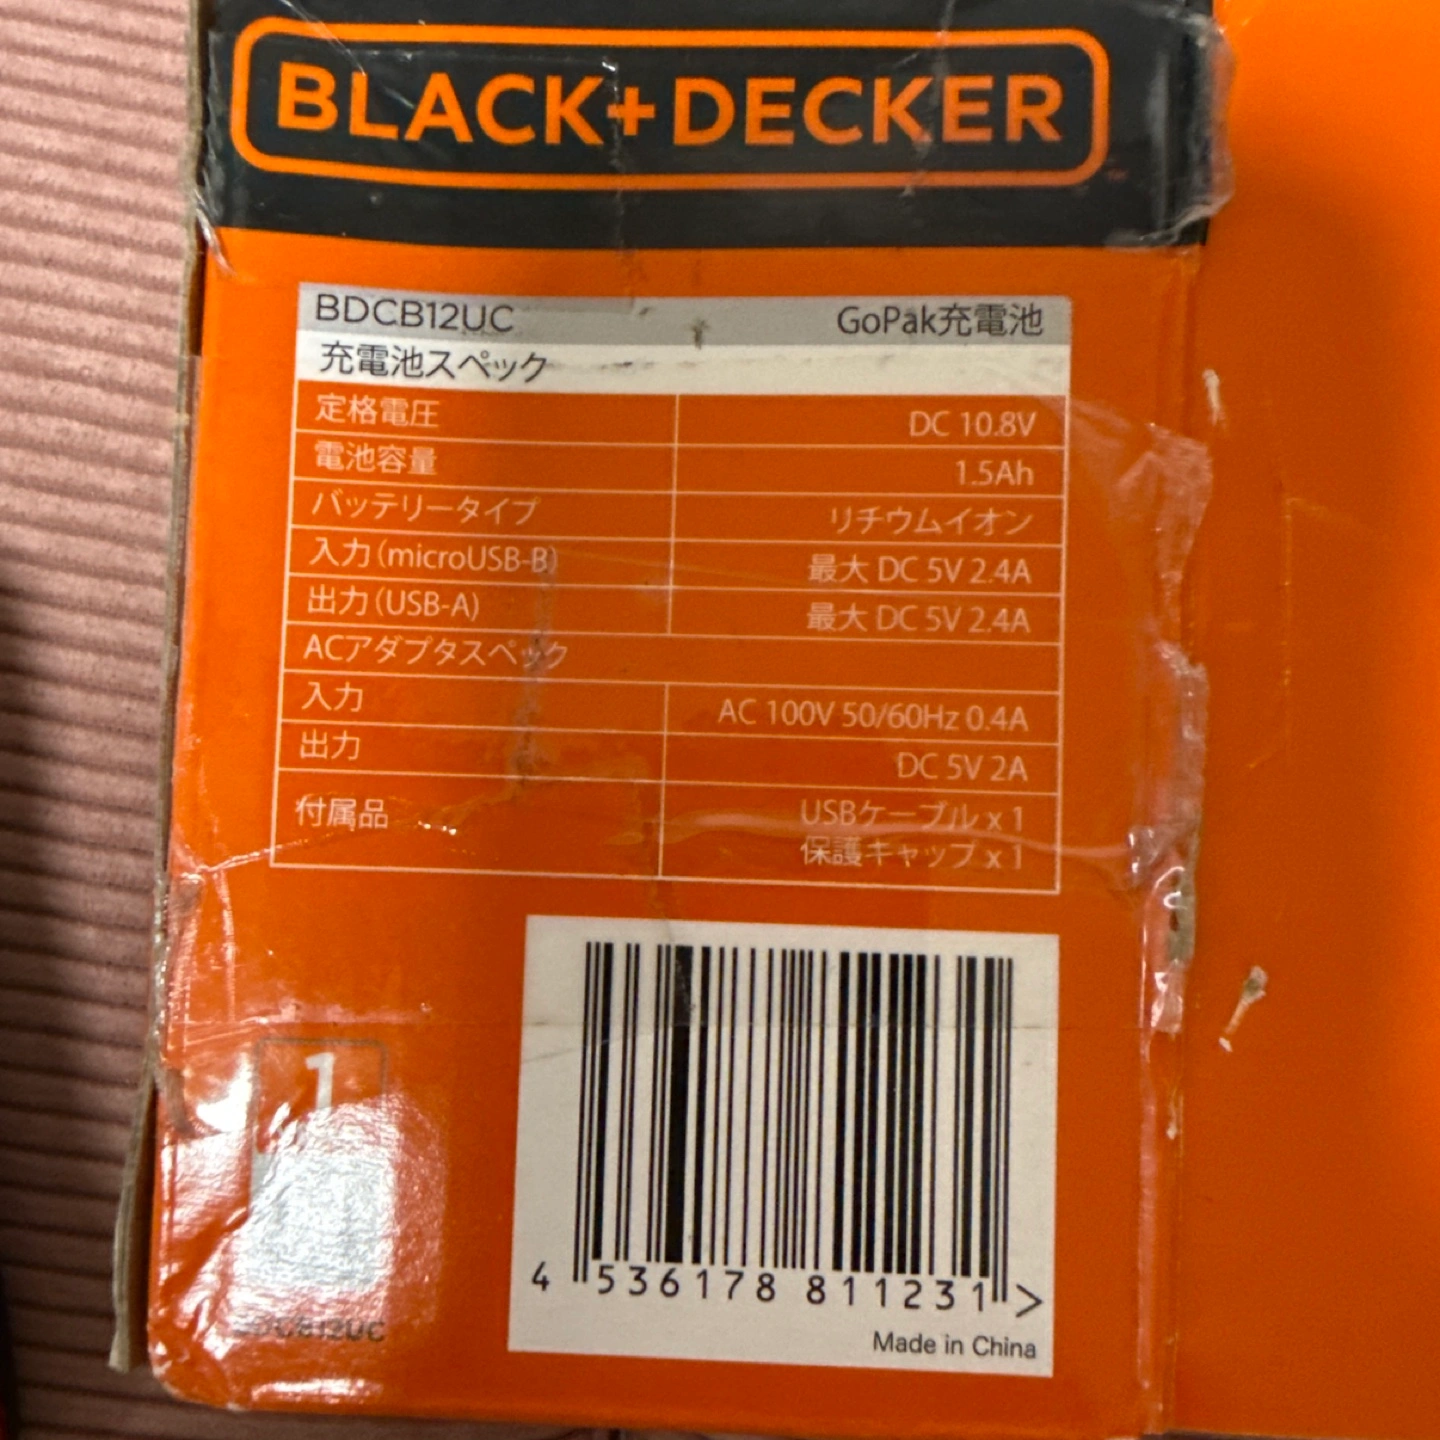 BLACK+DECKER
BDCB12UC GoPak充電池
充電池スペック
定格電圧 DC 10.8V
電池容量 1.5Ah
バッテリータイプ リチウムイオン
入力(microUSB-B) 最大 DC 5V 2.4A
出力(USB-A) 最大 DC 5V 2.4A
ACアダプタスペック
入力 AC 100V 50/60Hz 0.4A
出力 DC 5V 2A
付属品 USBケーブル x 1
保護キャップ x 1
1
4 536178 811231 >
Made in China
BDCB12UC